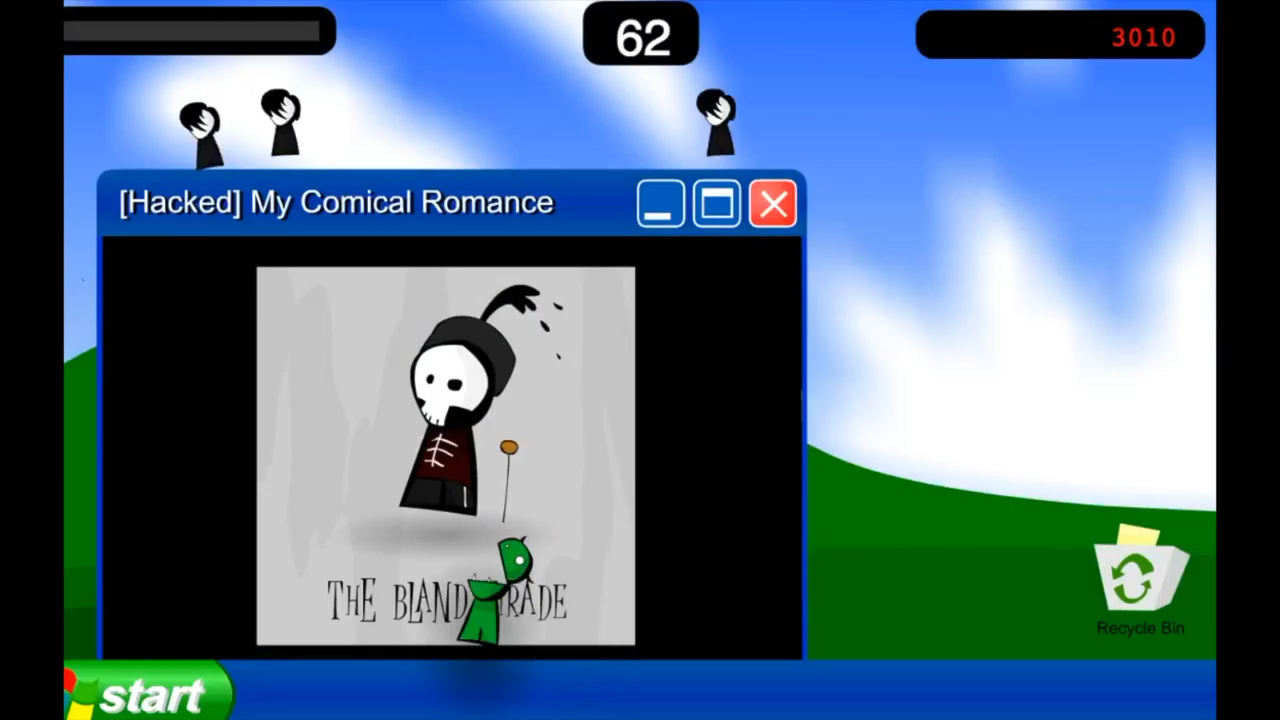 62
3010
[Hacked] My Comical Romance
THE BLAND
RADE
Recycle Bin
start